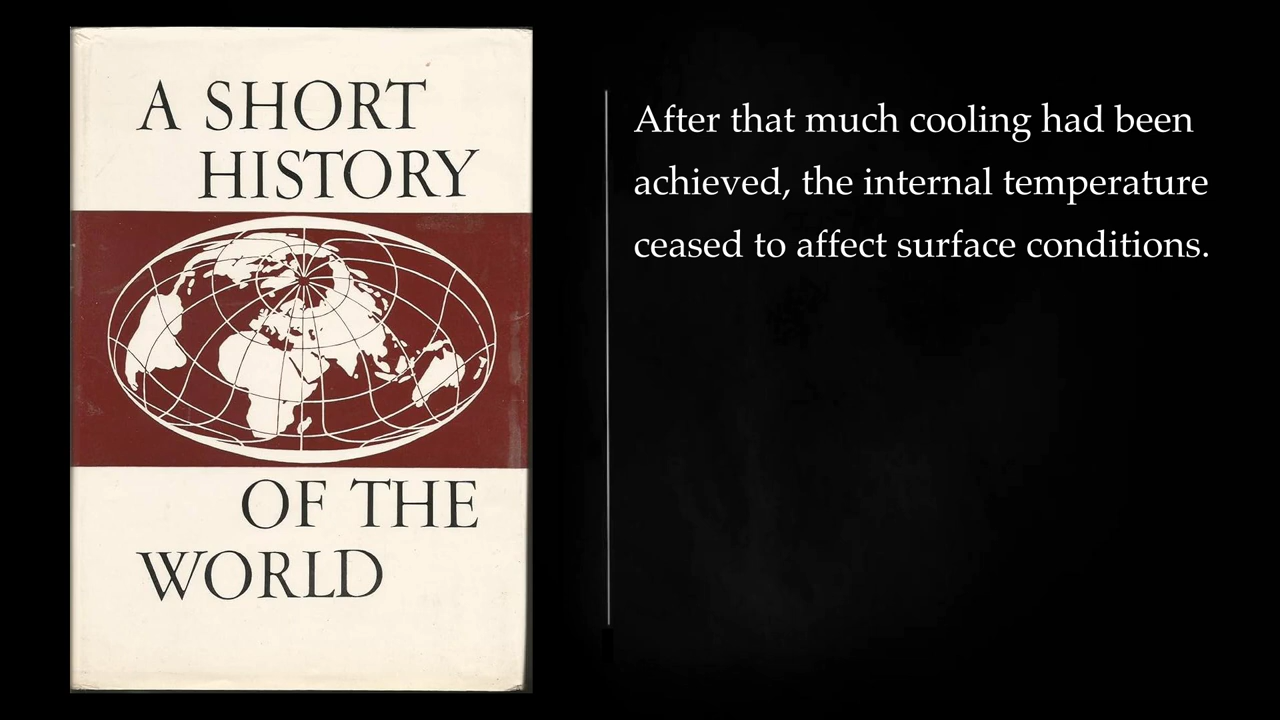 A SHORT
HISTORY
OF THE
WORLD
After that much cooling had been
achieved, the internal temperature
ceased to affect surface conditions.